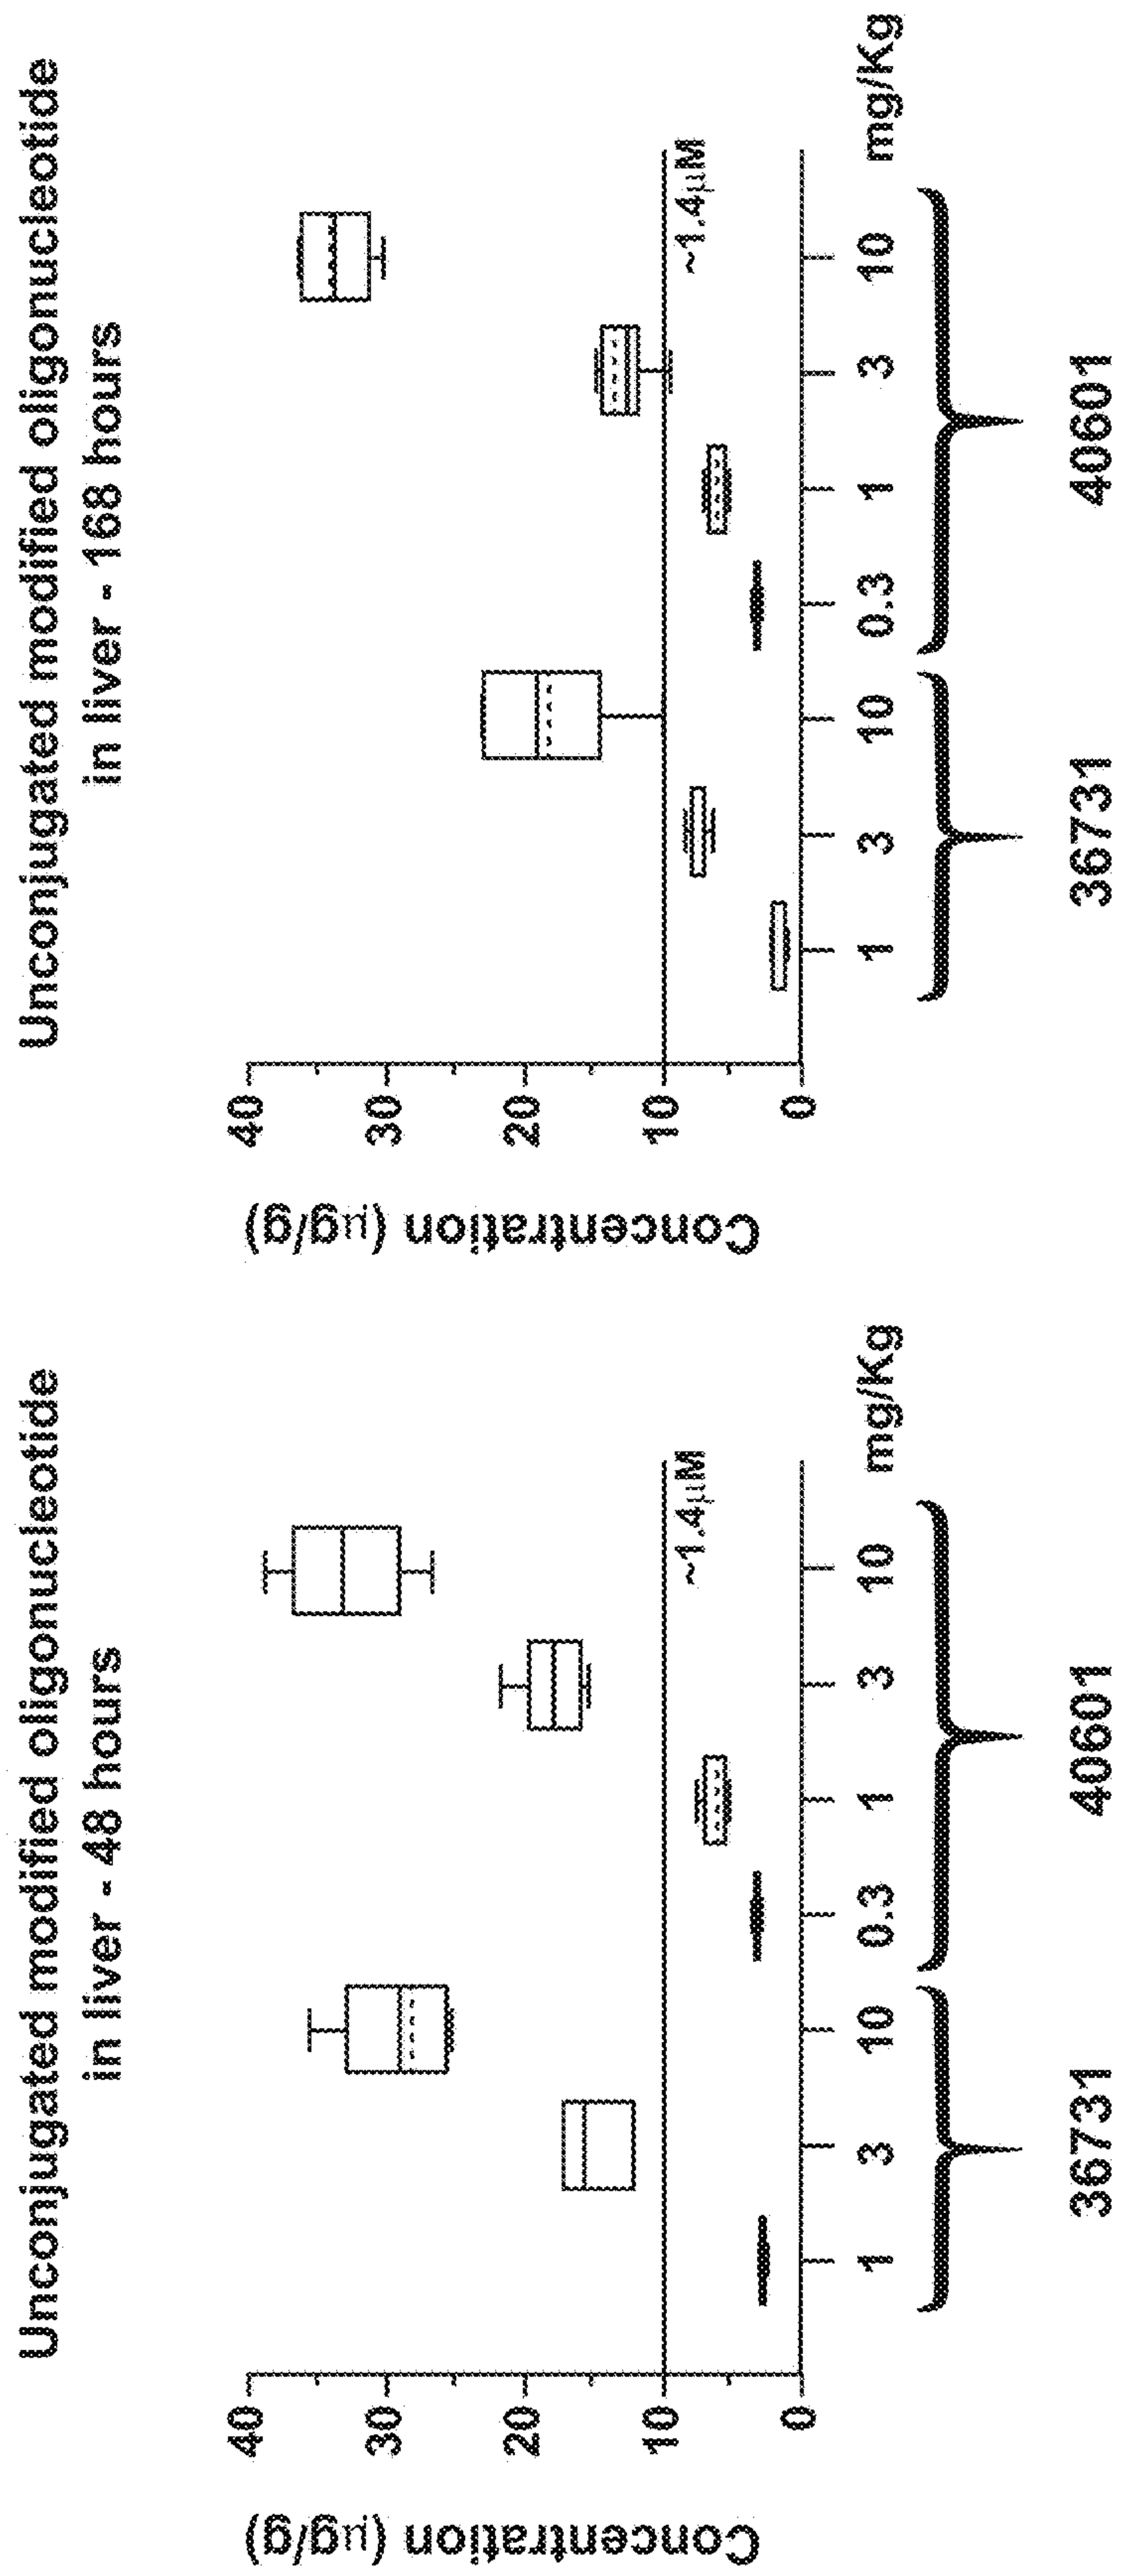 Unconjugated modified oligonucleotide
in liver - 48 hours
Concentration (µg/g)
40
30
20
10
0
~1.4µM
1 3 10 0.3 1 3 10 mg/Kg
36731 40601
Unconjugated modified oligonucleotide
in liver - 168 hours
Concentration (µg/g)
40
30
20
10
0
~1.4µM
1 3 10 0.3 1 3 10 mg/Kg
36731 40601